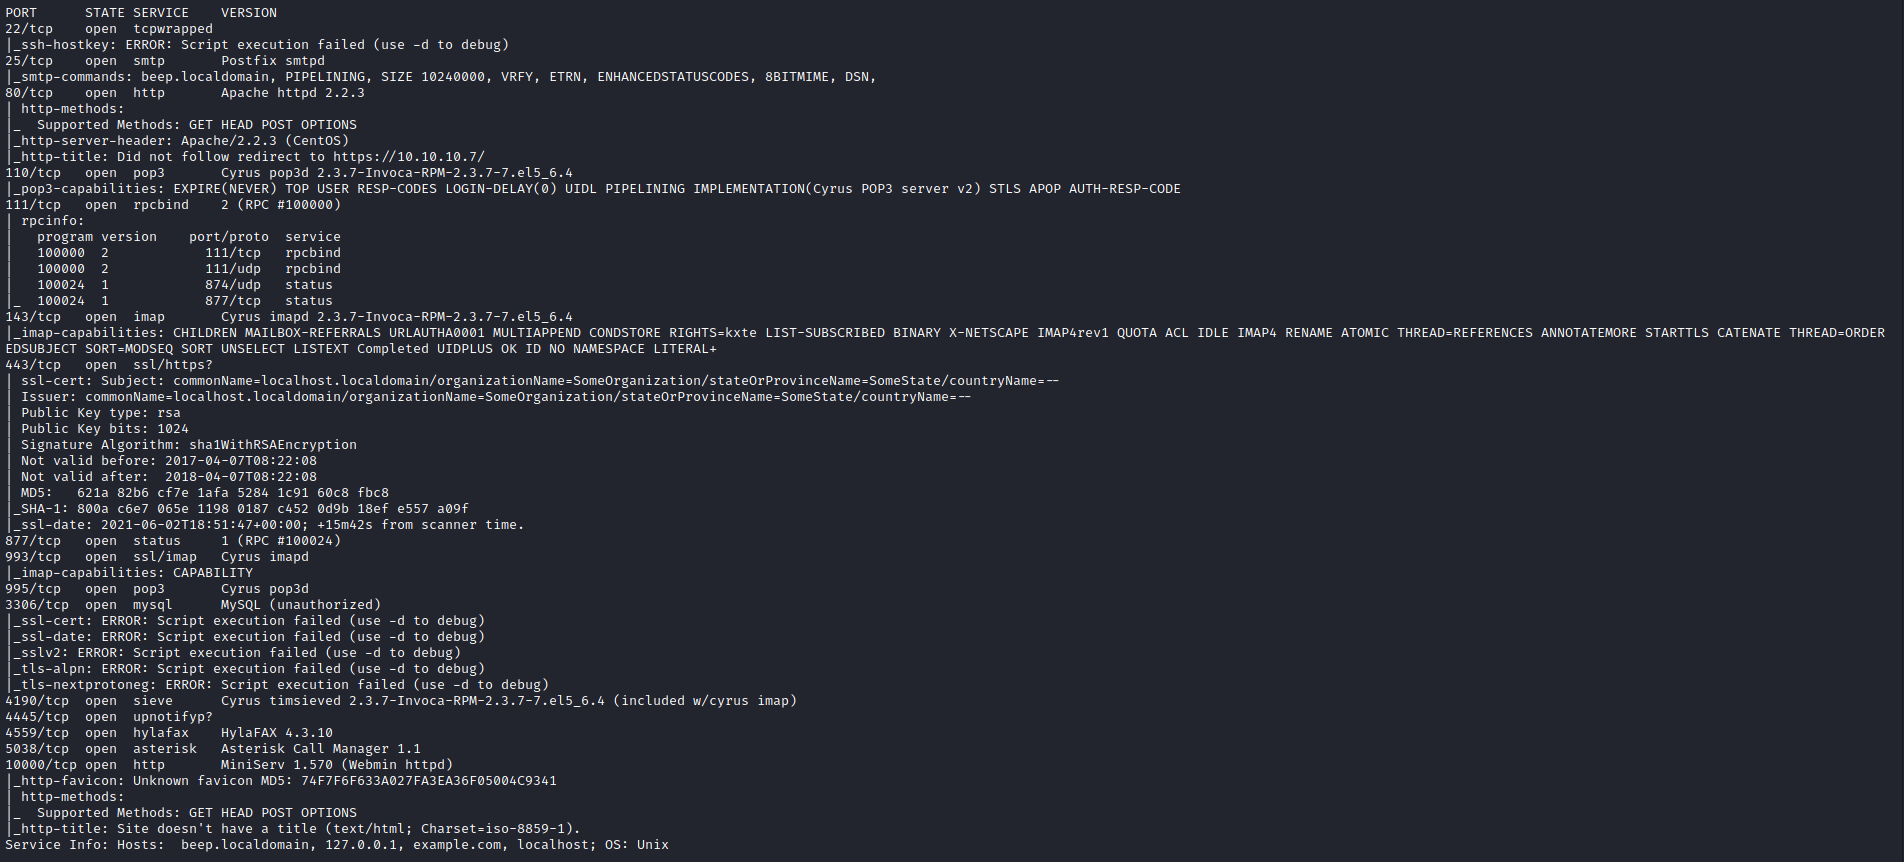 PORT      STATE SERVICE    VERSION
22/tcp    open  tcpwrapped
|_ssh-hostkey: ERROR: Script execution failed (use -d to debug)
25/tcp    open  smtp       Postfix smtpd
|_smtp-commands: beep.localdomain, PIPELINING, SIZE 10240000, VRFY, ETRN, ENHANCEDSTATUSCODES, 8BITMIME, DSN,
80/tcp    open  http       Apache httpd 2.2.3
| http-methods:
|_  Supported Methods: GET HEAD POST OPTIONS
|_http-server-header: Apache/2.2.3 (CentOS)
|_http-title: Did not follow redirect to https://10.10.10.7/
110/tcp   open  pop3       Cyrus pop3d 2.3.7-Invoca-RPM-2.3.7-7.el5_6.4
|_pop3-capabilities: EXPIRE(NEVER) TOP USER RESP-CODES LOGIN-DELAY(0) UIDL PIPELINING IMPLEMENTATION(Cyrus POP3 server v2) STLS APOP AUTH-RESP-CODE
111/tcp   open  rpcbind    2 (RPC #100000)
| rpcinfo:
|   program version    port/proto  service
|   100000  2            111/tcp   rpcbind
|   100000  2            111/udp   rpcbind
|   100024  1            874/udp   status
|_  100024  1            877/tcp   status
143/tcp   open  imap       Cyrus imapd 2.3.7-Invoca-RPM-2.3.7-7.el5_6.4
|_imap-capabilities: CHILDREN MAILBOX-REFERRALS URLAUTHA0001 MULTIAPPEND CONDSTORE RIGHTS=kxte LIST-SUBSCRIBED BINARY X-NETSCAPE IMAP4rev1 QUOTA ACL IDLE IMAP4 RENAME ATOMIC THREAD=REFERENCES ANNOTATEMORE STARTTLS CATENATE THREAD=ORDER
EDSUBJECT SORT=MODSEQ SORT UNSELECT LISTEXT Completed UIDPLUS OK ID NO NAMESPACE LITERAL+
443/tcp   open  ssl/https?
| ssl-cert: Subject: commonName=localhost.localdomain/organizationName=SomeOrganization/stateOrProvinceName=SomeState/countryName=--
| Issuer: commonName=localhost.localdomain/organizationName=SomeOrganization/stateOrProvinceName=SomeState/countryName=--
| Public Key type: rsa
| Public Key bits: 1024
| Signature Algorithm: sha1WithRSAEncryption
| Not valid before: 2017-04-07T08:22:08
| Not valid after:  2018-04-07T08:22:08
| MD5:   621a 82b6 cf7e 1afa 5284 1c91 60c8 fbc8
|_SHA-1: 800a c6e7 065e 1198 0187 c452 0d9b 18ef e557 a09f
|_ssl-date: 2021-06-02T18:51:47+00:00; +15m42s from scanner time.
877/tcp   open  status     1 (RPC #100024)
993/tcp   open  ssl/imap   Cyrus imapd
|_imap-capabilities: CAPABILITY
995/tcp   open  pop3       Cyrus pop3d
3306/tcp  open  mysql      MySQL (unauthorized)
|_ssl-cert: ERROR: Script execution failed (use -d to debug)
|_ssl-date: ERROR: Script execution failed (use -d to debug)
|_sslv2: ERROR: Script execution failed (use -d to debug)
|_tls-alpn: ERROR: Script execution failed (use -d to debug)
|_tls-nextprotoneg: ERROR: Script execution failed (use -d to debug)
4190/tcp  open  sieve      Cyrus timsieved 2.3.7-Invoca-RPM-2.3.7-7.el5_6.4 (included w/cyrus imap)
4445/tcp  open  upnotifyp?
4559/tcp  open  hylafax    HylaFAX 4.3.10
5038/tcp  open  asterisk   Asterisk Call Manager 1.1
10000/tcp open  http       MiniServ 1.570 (Webmin httpd)
|_http-favicon: Unknown favicon MD5: 74F7F6F633A027FA3EA36F05004C9341
| http-methods:
|_  Supported Methods: GET HEAD POST OPTIONS
|_http-title: Site doesn't have a title (text/html; Charset=iso-8859-1).
Service Info: Hosts:  beep.localdomain, 127.0.0.1, example.com, localhost; OS: Unix